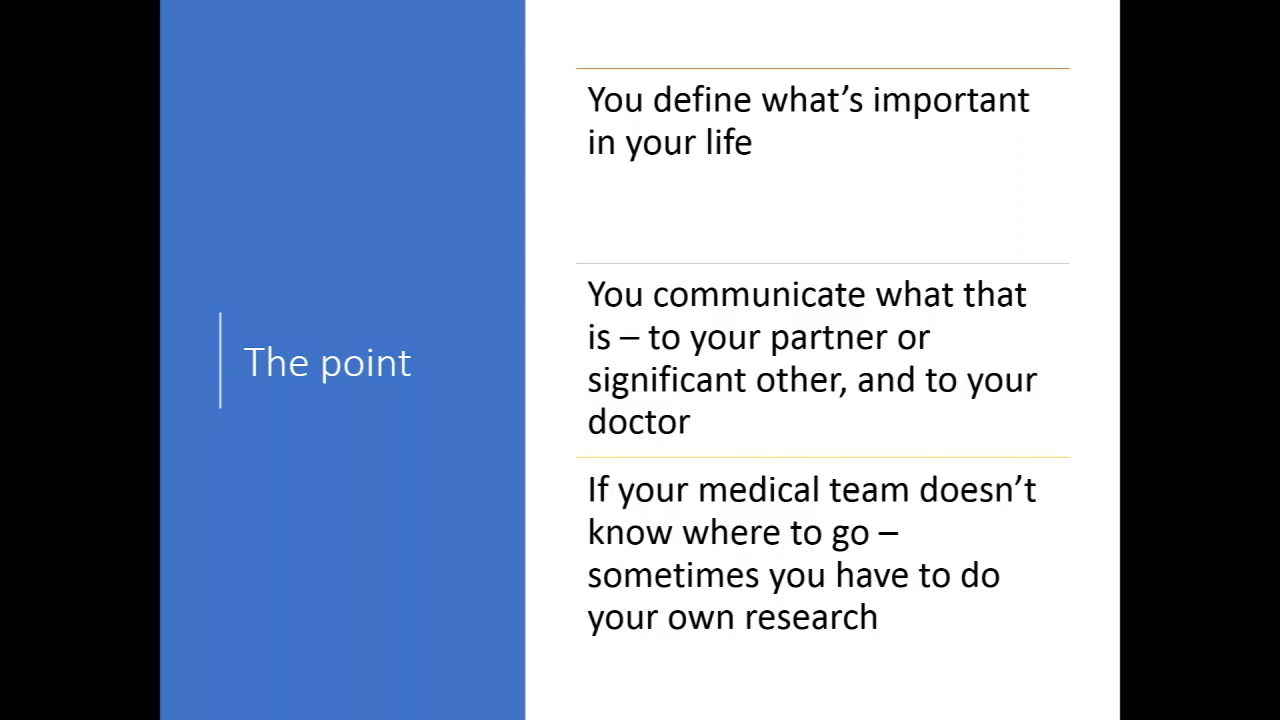 The point
You define what’s important
in your life
You communicate what that
is – to your partner or
significant other, and to your
doctor
If your medical team doesn’t
know where to go –
sometimes you have to do
your own research